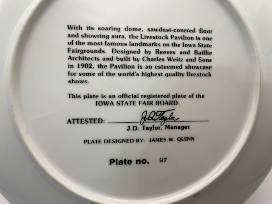 With its soaring dome, sawdust-covered floor
and showring aura, the Livestock Pavilion is one
of the most famous landmarks on the Iowa State
Fairgrounds. Designed by Reeves and Baillie
Architects and built by Charles Weitz and Sons
in 1902, the Pavilion is an esteemed showcase
for some of the world's highest quality livestock
shows.
This plate is an official registered plate of the
IOWA STATE FAIR BOARD.
ATTESTED: J.D. Taylor
J.D. Taylor, Manager
PLATE DESIGNED BY: JAMES W. QUINN
Plate no. 97